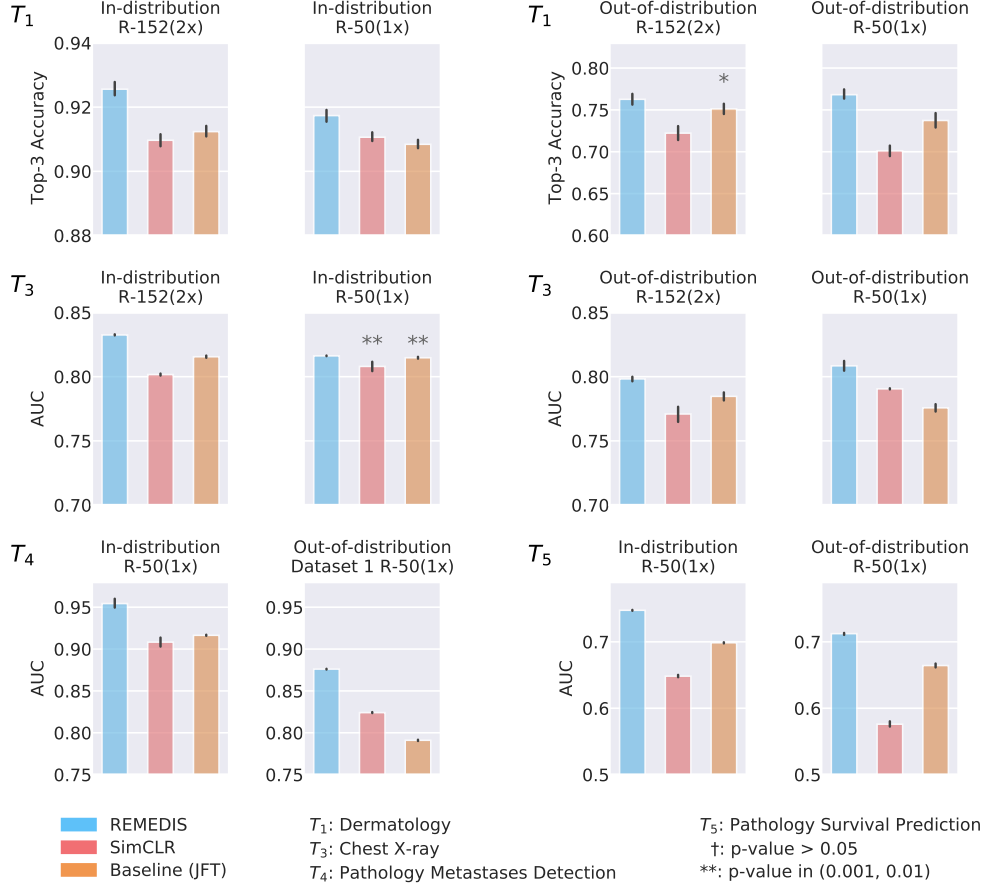 T1
In-distribution
R-152(2x)
In-distribution
R-50(1x)
T1
Out-of-distribution
R-152(2x)
Out-of-distribution
R-50(1x)
Top-3 Accuracy
0.94
0.92
0.90
0.88
Top-3 Accuracy
0.80
0.75
0.70
0.65
0.60
*
T3
In-distribution
R-152(2x)
In-distribution
R-50(1x)
T3
Out-of-distribution
R-152(2x)
Out-of-distribution
R-50(1x)
AUC
0.85
0.80
0.75
0.70
** **
AUC
0.85
0.80
0.75
0.70
T4
In-distribution
R-50(1x)
Out-of-distribution
Dataset 1 R-50(1x)
T5
In-distribution
R-50(1x)
Out-of-distribution
R-50(1x)
AUC
0.95
0.90
0.85
0.80
0.75
0.95
0.90
0.85
0.80
0.75
AUC
0.7
0.6
0.5
0.7
0.6
0.5
REMEDIS
SimCLR
Baseline (JFT)
T1: Dermatology
T3: Chest X-ray
T4: Pathology Metastases Detection
T5: Pathology Survival Prediction
†: p-value > 0.05
**: p-value in (0.001, 0.01)